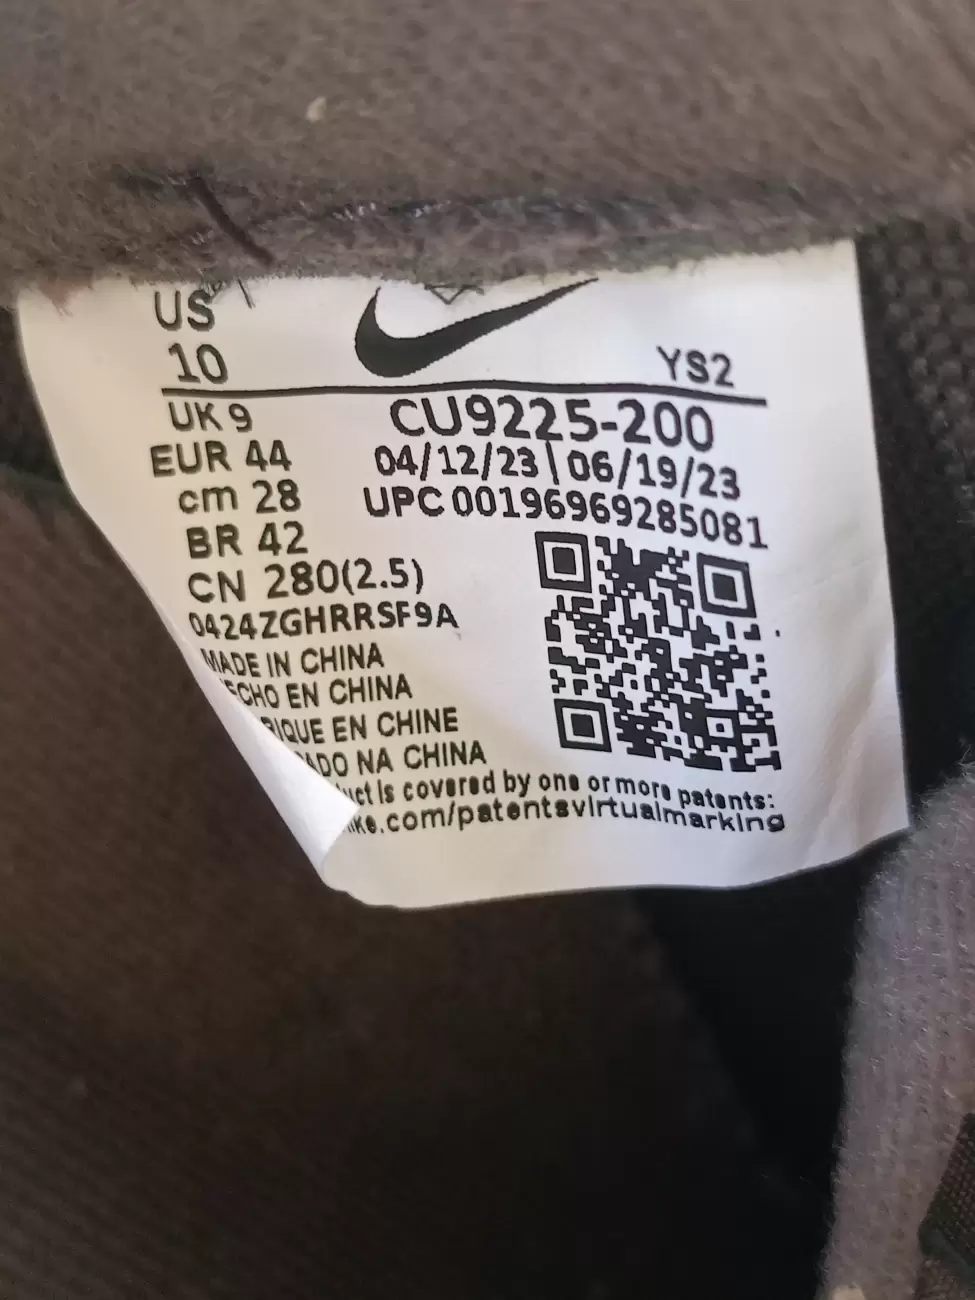 US
10
YS2
UK 9
CU9225-200
EUR 44
04/12/23 \ 06/19/23
cm 28
UPC 00196969285081
BR 42
CN 280(2.5)
0424ZGHRRSF9A
MADE IN CHINA
ECHO EN CHINA
RIQUE EN CHINE
ADO NA CHINA
uct is covered by one or more patents:
ike.com/patentsvirtualmarking